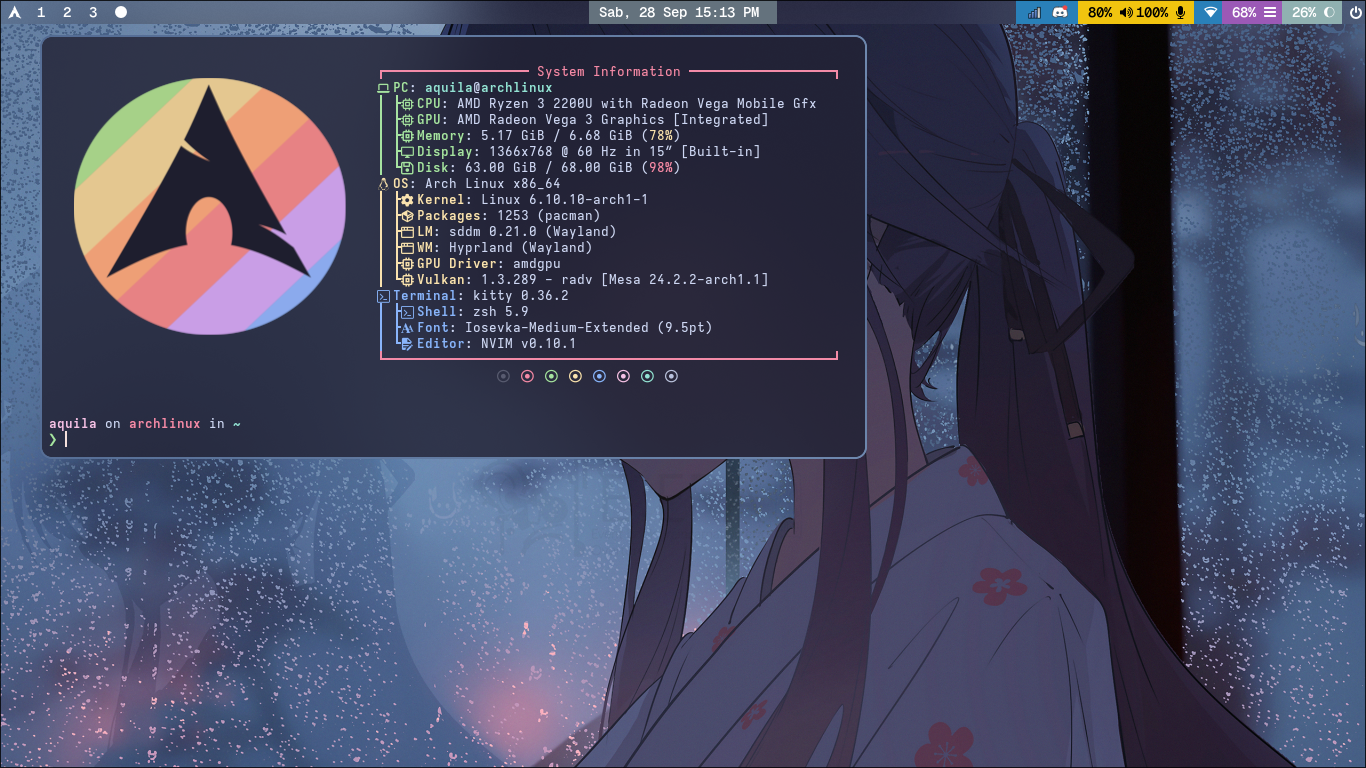 1 2 3
Sab, 28 Sep 15:13 PM
80% 100% 68% 26%
System Information
PC: aquila@archlinux
CPU: AMD Ryzen 3 2200U with Radeon Vega Mobile Gfx
GPU: AMD Radeon Vega 3 Graphics [Integrated]
Memory: 5.17 GiB / 6.68 GiB (78%)
Display: 1366x768 @ 60 Hz in 15” [Built-in]
Disk: 63.00 GiB / 68.00 GiB (98%)
OS: Arch Linux x86_64
Kernel: Linux 6.10.10-arch1-1
Packages: 1253 (pacman)
LM: sddm 0.21.0 (Wayland)
WM: Hyprland (Wayland)
GPU Driver: amdgpu
Vulkan: 1.3.289 - radv [Mesa 24.2.2-arch1.1]
Terminal: kitty 0.36.2
Shell: zsh 5.9
Font: Iosevka-Medium-Extended (9.5pt)
Editor: NVIM v0.10.1
aquila on archlinux in ~
❯